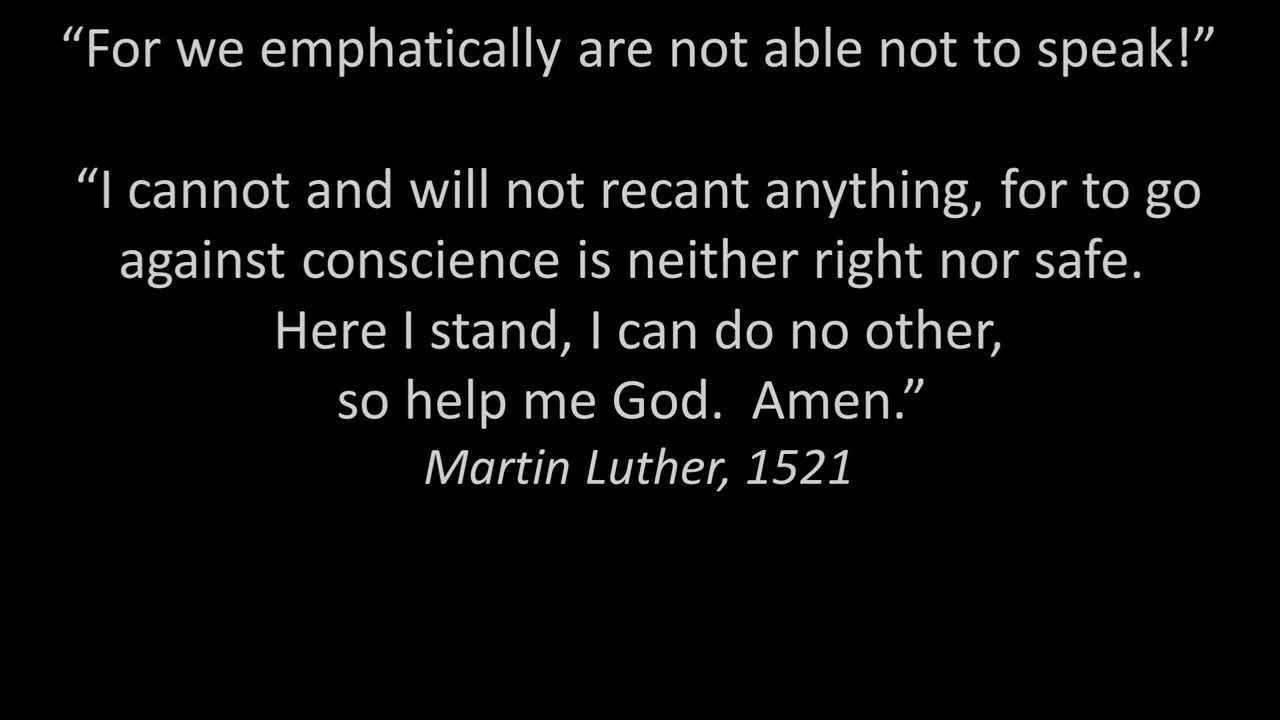 “For we emphatically are not able not to speak!”
“I cannot and will not recant anything, for to go
against conscience is neither right nor safe.
Here I stand, I can do no other,
so help me God.  Amen.”
Martin Luther, 1521